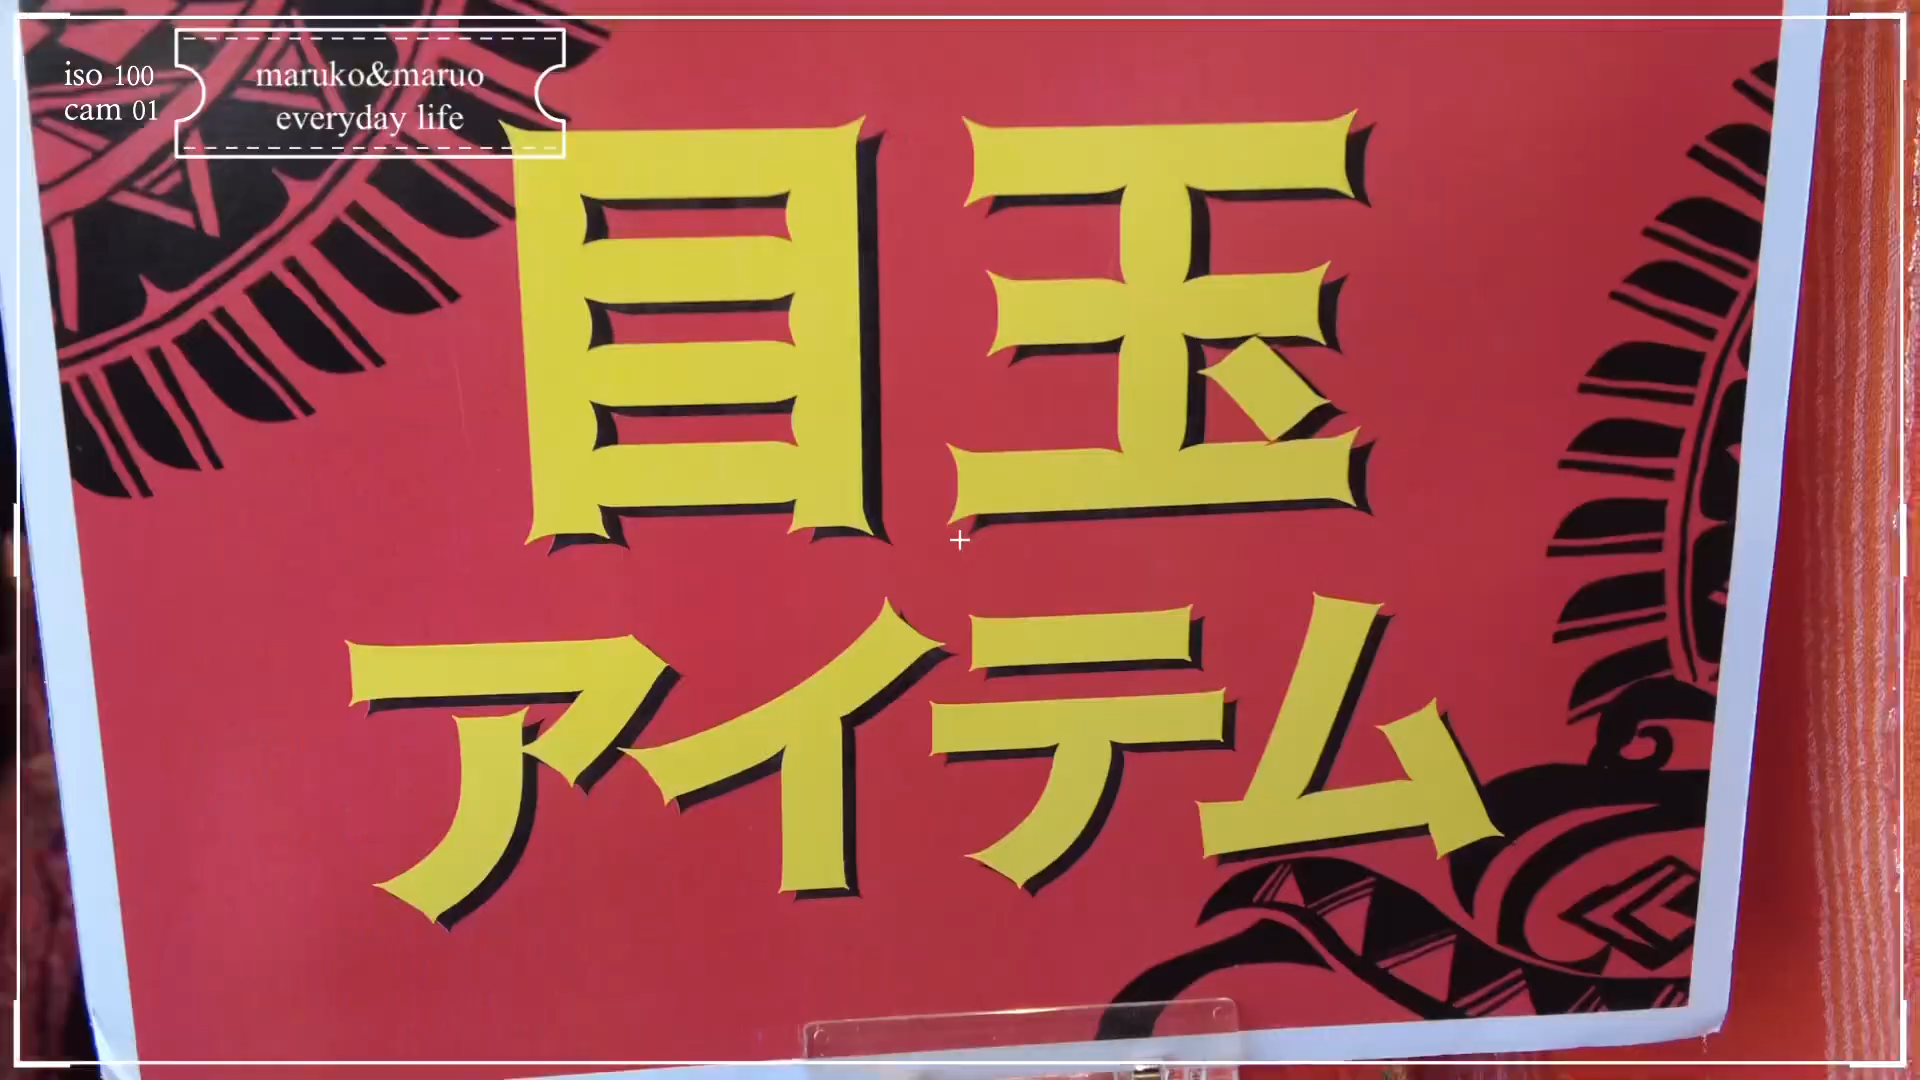 iso 100
cam 01
maruko&maruo
everyday life
目玉
アイテム